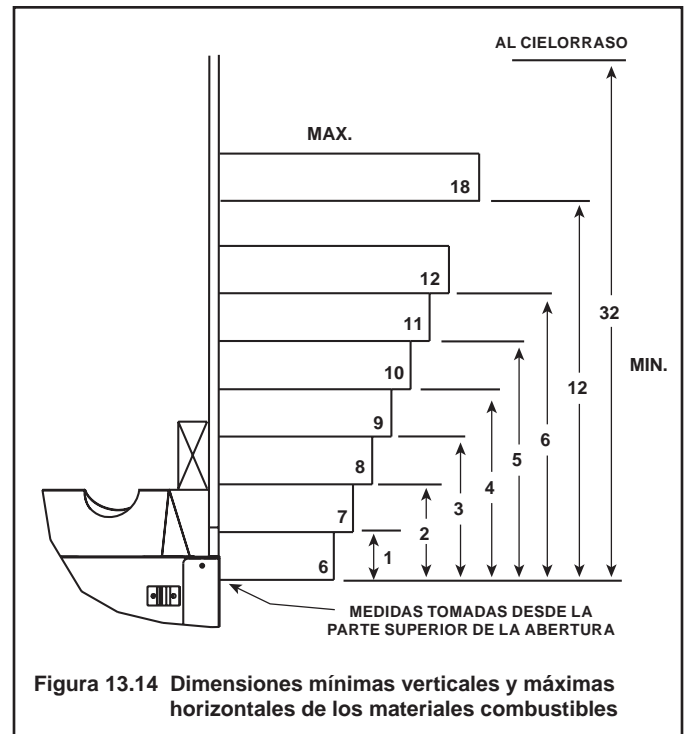 AL CIELORRASO
MAX.
18
12
32
11
MIN.
10
12
9
6
8
5
4
7
3
2
6
1
MEDIDAS TOMADAS DESDE LA
PARTE SUPERIOR DE LA ABERTURA
Figura 13.14 Dimensiones mínimas verticales y máximas
horizontales de los materiales combustibles